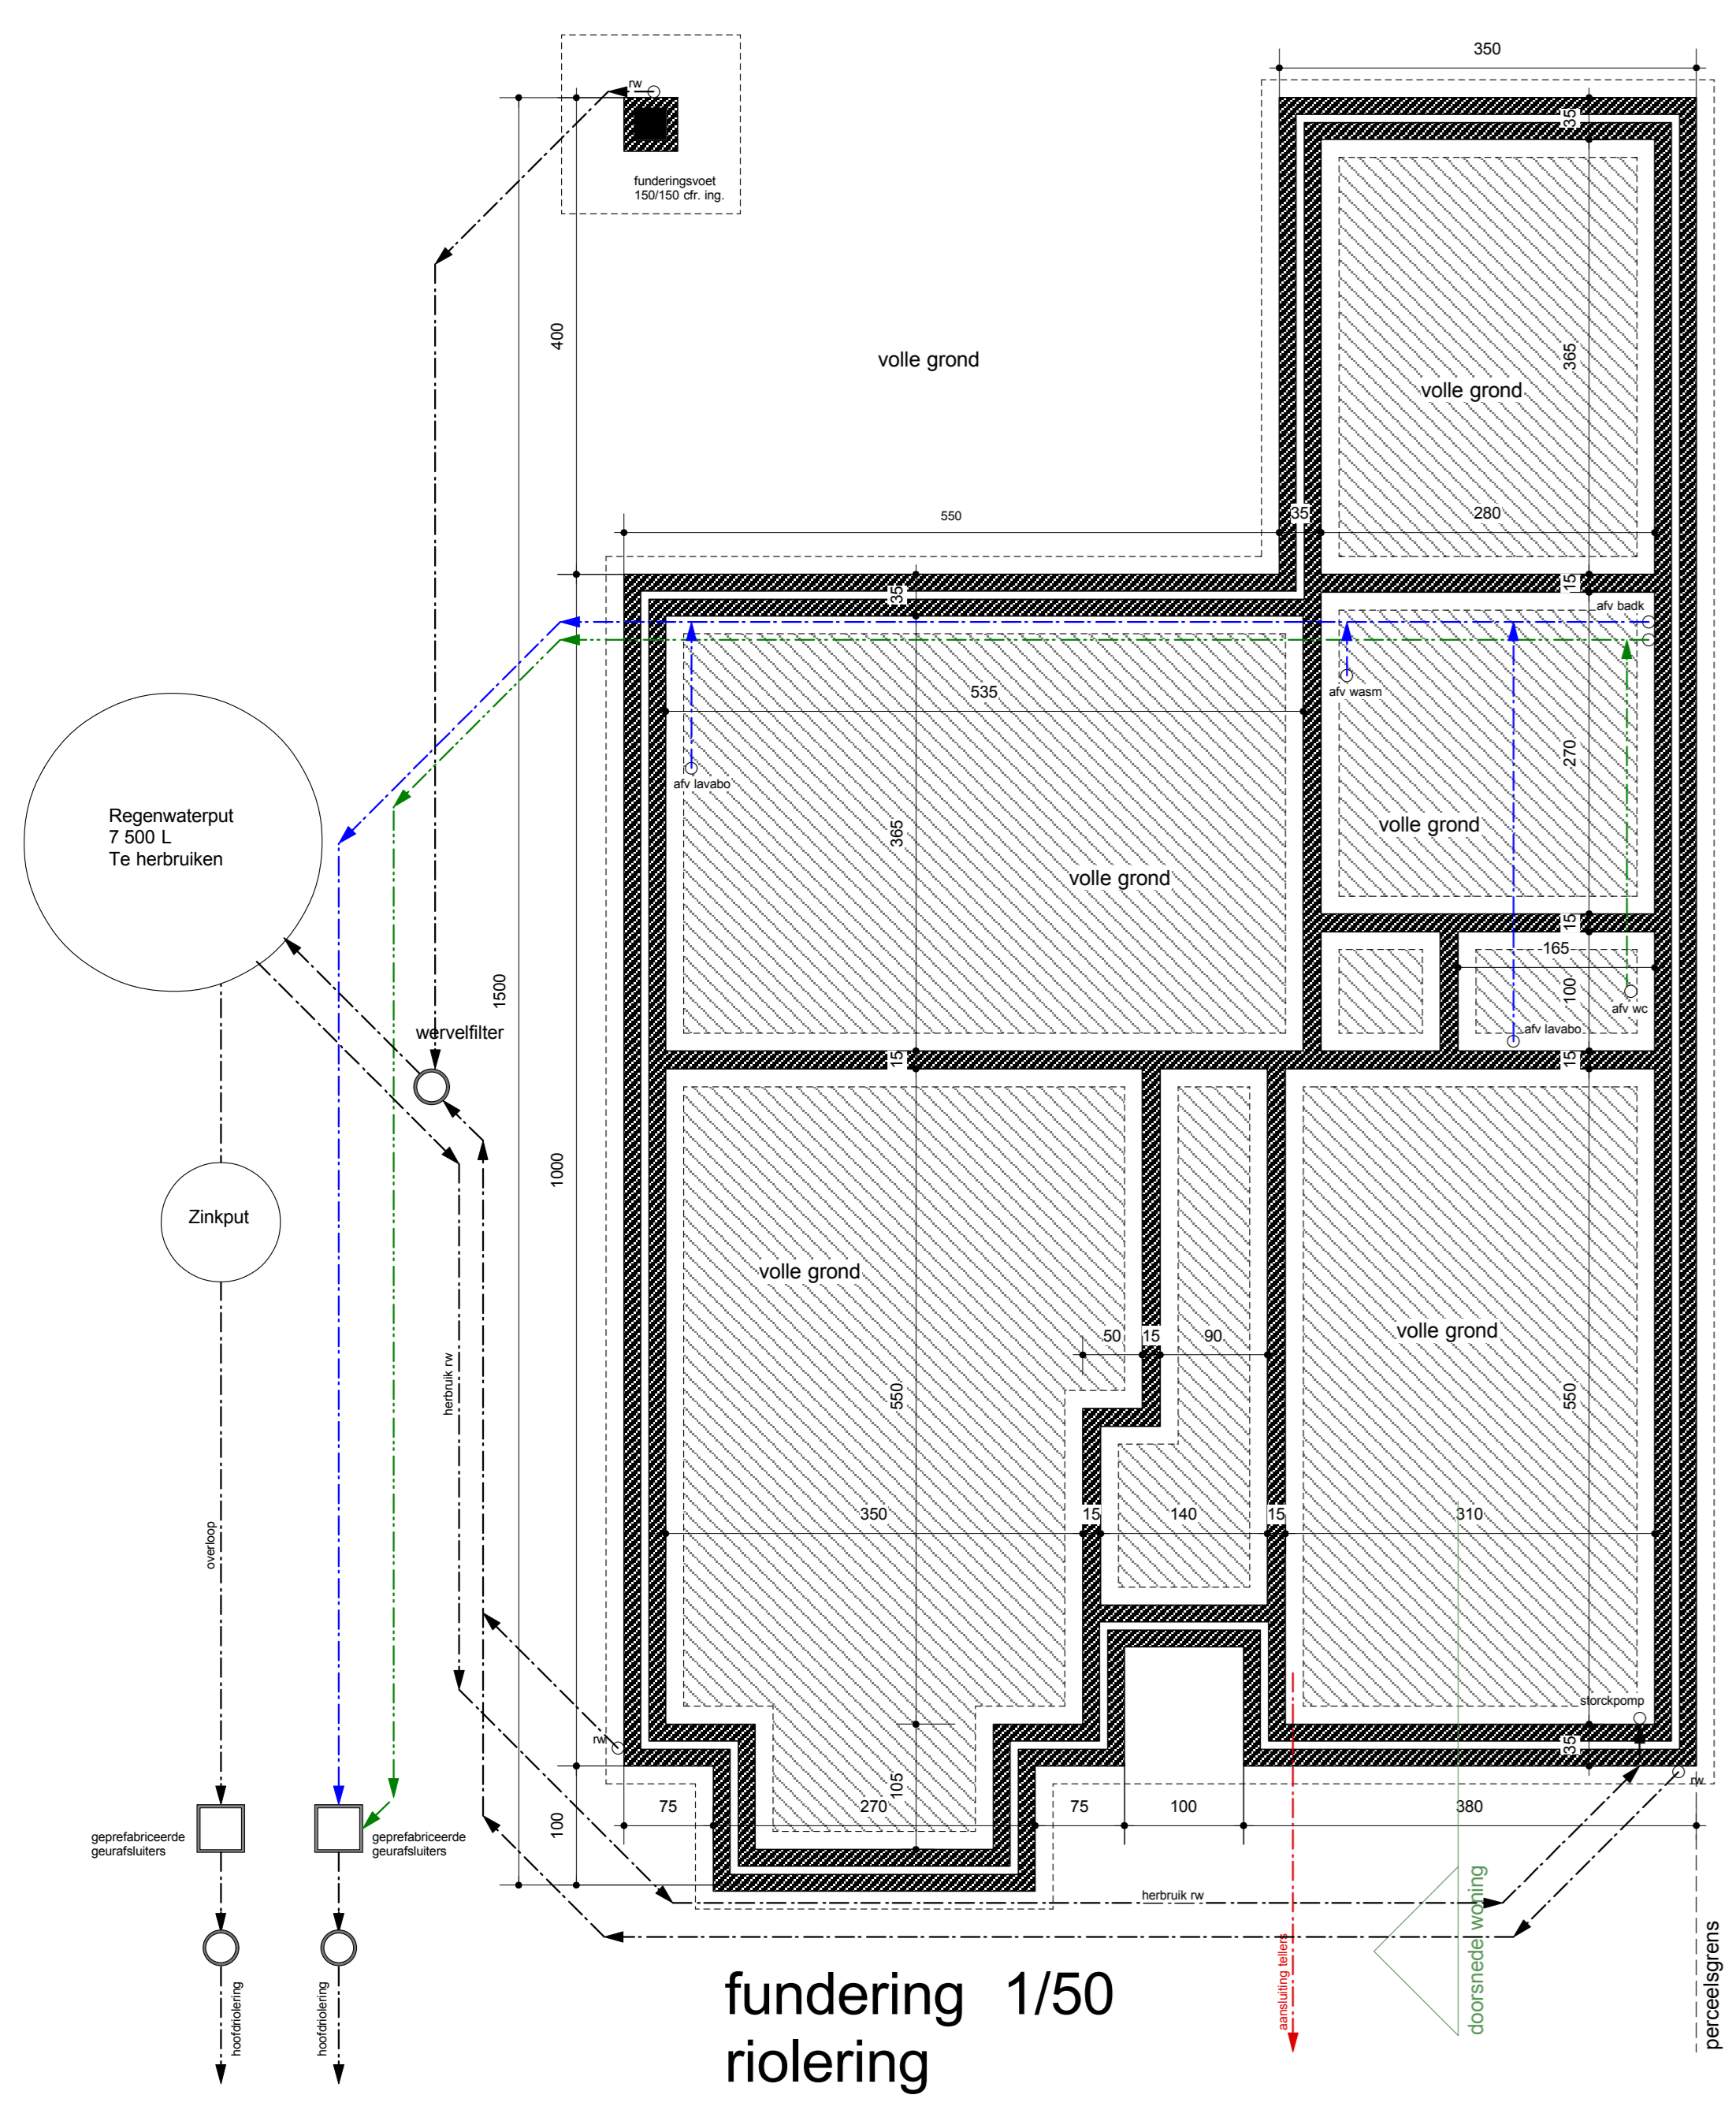 350
rw
35
funderingsvoet
150/150 cfr. ing.
400
volle grond
365
volle grond
550
35
280
35
15
afv badk
535
afv wasm
270
afv lavabo
Regenwaterput
7 500 L
Te herbruiken
365
volle grond
volle grond
15
165
1500
100
afv wc
wervelfilter
afv lavabo
15
15
1000
Zinkput
volle grond
volle grond
50
15
90
herbruik rw
550
550
350
15
140
15
310
overloop
storckpomp
rw
35
rw
105
75
270
75
100
380
100
geprefabriceerde
geurafsluiters
geprefabriceerde
geurafsluiters
herbruik rw
doorsnede woning
aansluiting tellers
perceelsgrens
hoofdriolering
hoofdriolering
fundering 1/50
riolering